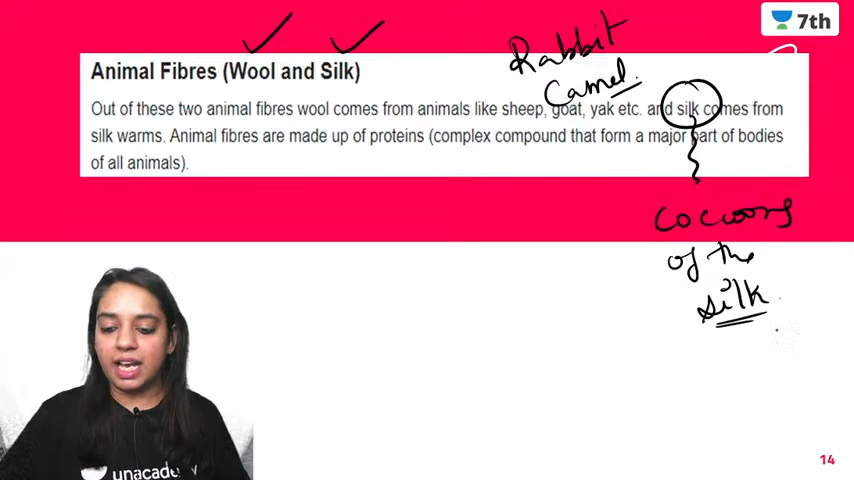 7th
Rabbit
Camel.
Animal Fibres (Wool and Silk)
Out of these two animal fibres wool comes from animals like sheep, goat, yak etc. and silk comes from
silk warms. Animal fibres are made up of proteins (complex compound that form a major part of bodies
of all animals).
Cocoons
of the
silk
unacademy
14